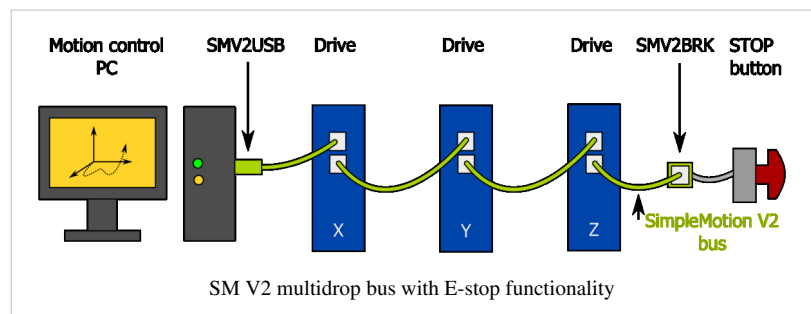 Motion control
PC
SMV2USB
Drive
Drive
Drive
SMV2BRK
STOP
button
X
Y
Z
SimpleMotion V2
bus
SM V2 multidrop bus with E-stop functionality